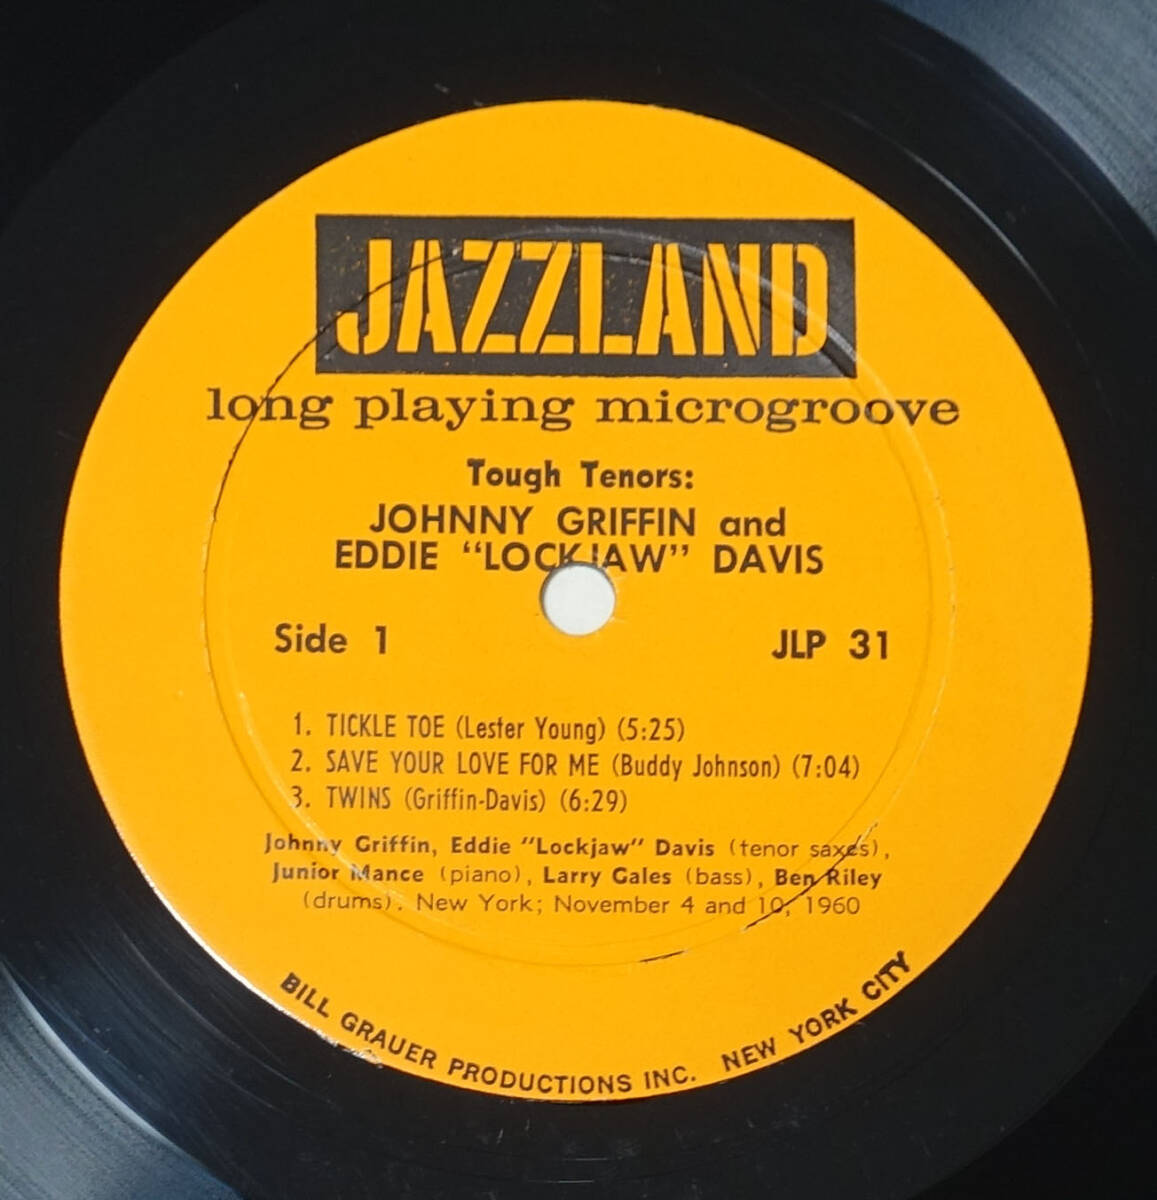 JAZZLAND
long playing microgroove
Tough Tenors:
JOHNNY GRIFFIN and
EDDIE "LOCKJAW" DAVIS
Side 1 JLP 31
1. TICKLE TOE (Lester Young) (5:25)
2. SAVE YOUR LOVE FOR ME (Buddy Johnson) (7:04)
3. TWINS (Griffin-Davis) (6:29)
Johnny Griffin, Eddie "Lockjaw" Davis (tenor saxes),
Junior Mance (piano), Larry Gales (bass), Ben Riley
(drums). New York; November 4 and 10, 1960
BILL GRAUER PRODUCTIONS INC. NEW YORK CITY